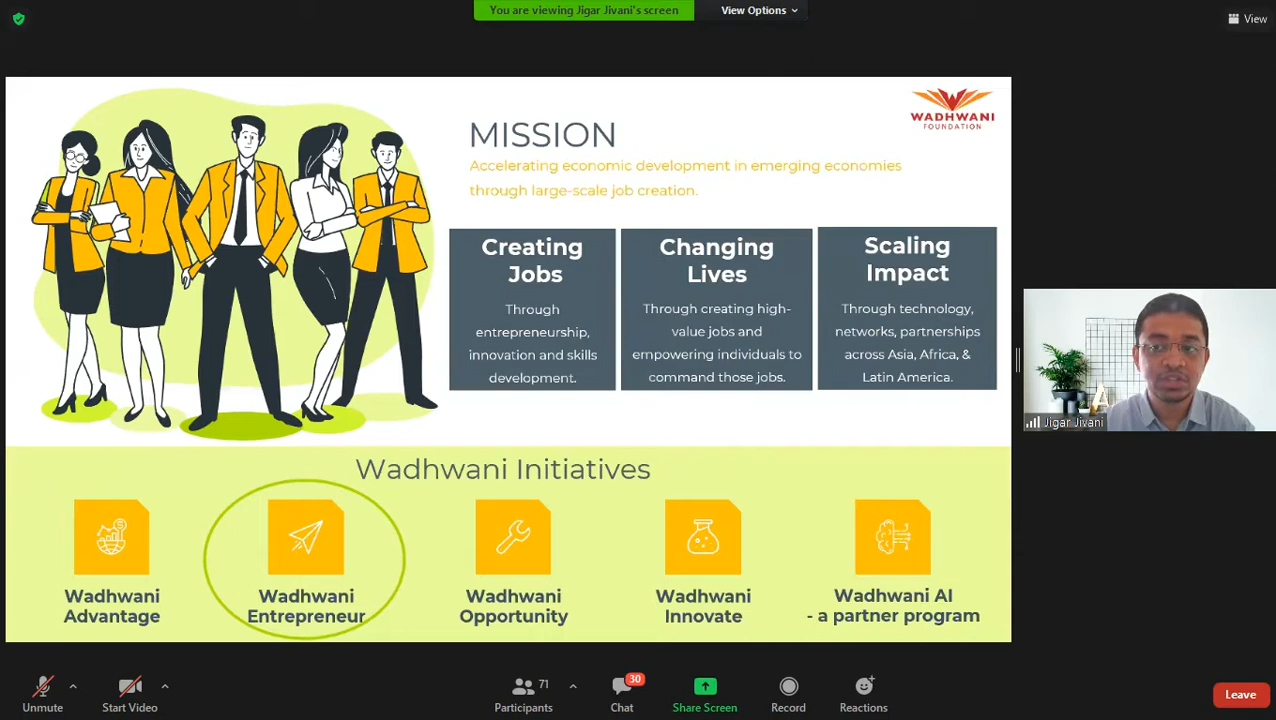 You are viewing Jigar Jivani's screen
View Options
View
WADHWANI
FOUNDATION
MISSION
Accelerating economic development in emerging economies
through large-scale job creation.
Creating
Jobs
Through
entrepreneurship,
innovation and skills
development.
Changing
Lives
Through creating high-
value jobs and
empowering individuals to
command those jobs.
Scaling
Impact
Through technology,
networks, partnerships
across Asia, Africa, &
Latin America.
Jigar Jivani
Wadhwani Initiatives
Wadhwani
Advantage
Wadhwani
Entrepreneur
Wadhwani
Opportunity
Wadhwani
Innovate
Wadhwani AI
- a partner program
Unmute
Start Video
71
Participants
30
Chat
Share Screen
Record
Reactions
Leave